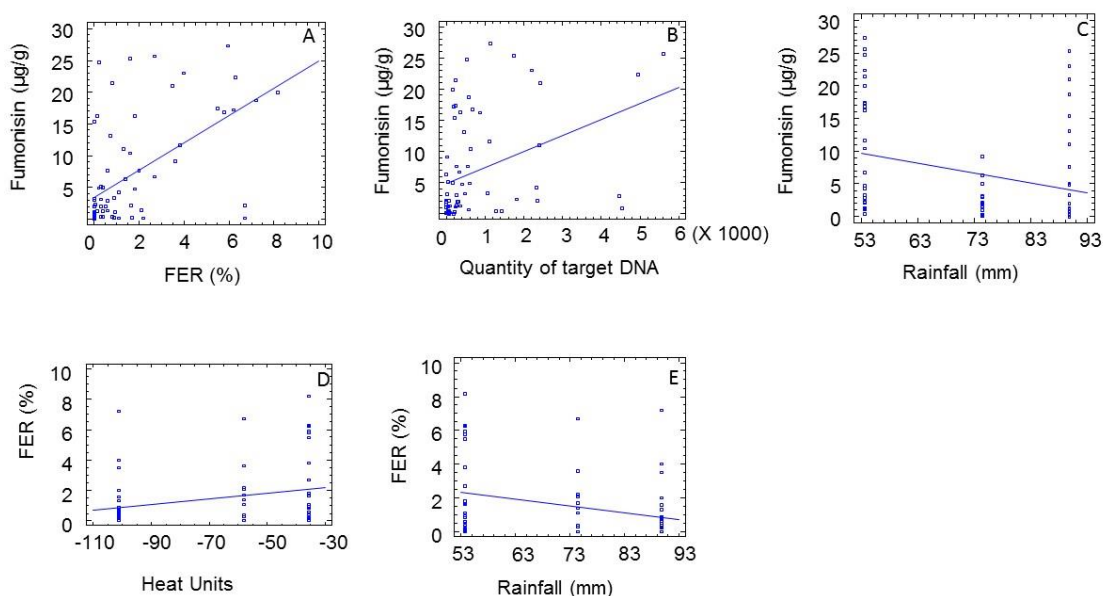 A
Fumonisin (µg/g)
30
25
20
15
10
5
0
0 2 4 6 8 10
FER (%)
B
Fumonisin (µg/g)
30
25
20
15
10
5
0
0 1 2 3 4 5 6 (X 1000)
Quantity of target DNA
C
Fumonisin (µg/g)
30
25
20
15
10
5
0
53 63 73 83 93
Rainfall (mm)
D
FER (%)
10
8
6
4
2
0
-110 -90 -70 -50 -30
Heat Units
E
FER (%)
10
8
6
4
2
0
53 63 73 83 93
Rainfall (mm)